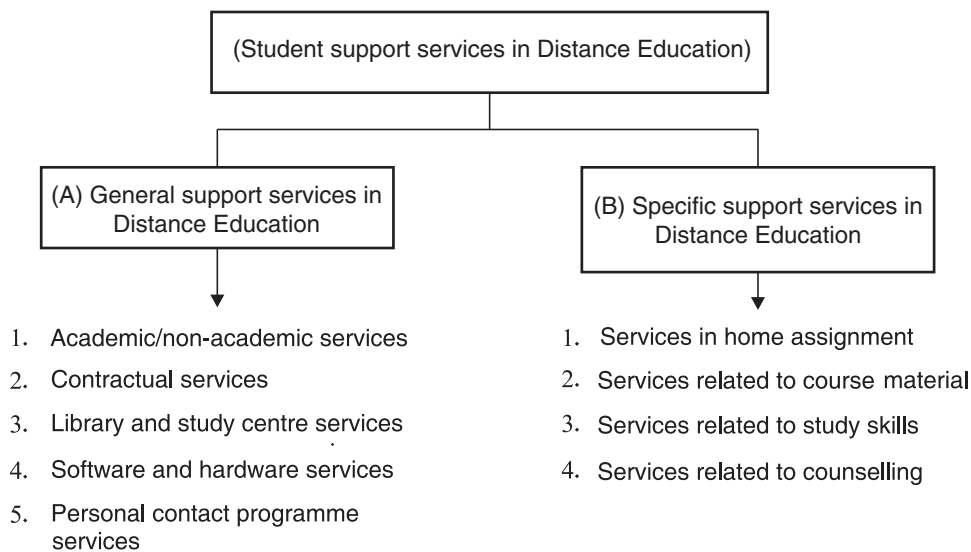 (Student support services in Distance Education)
(A) General support services in
Distance Education
(B) Specific support services in
Distance Education
1. Academic/non-academic services
2. Contractual services
3. Library and study centre services
4. Software and hardware services
5. Personal contact programme
services
1. Services in home assignment
2. Services related to course material
3. Services related to study skills
4. Services related to counselling